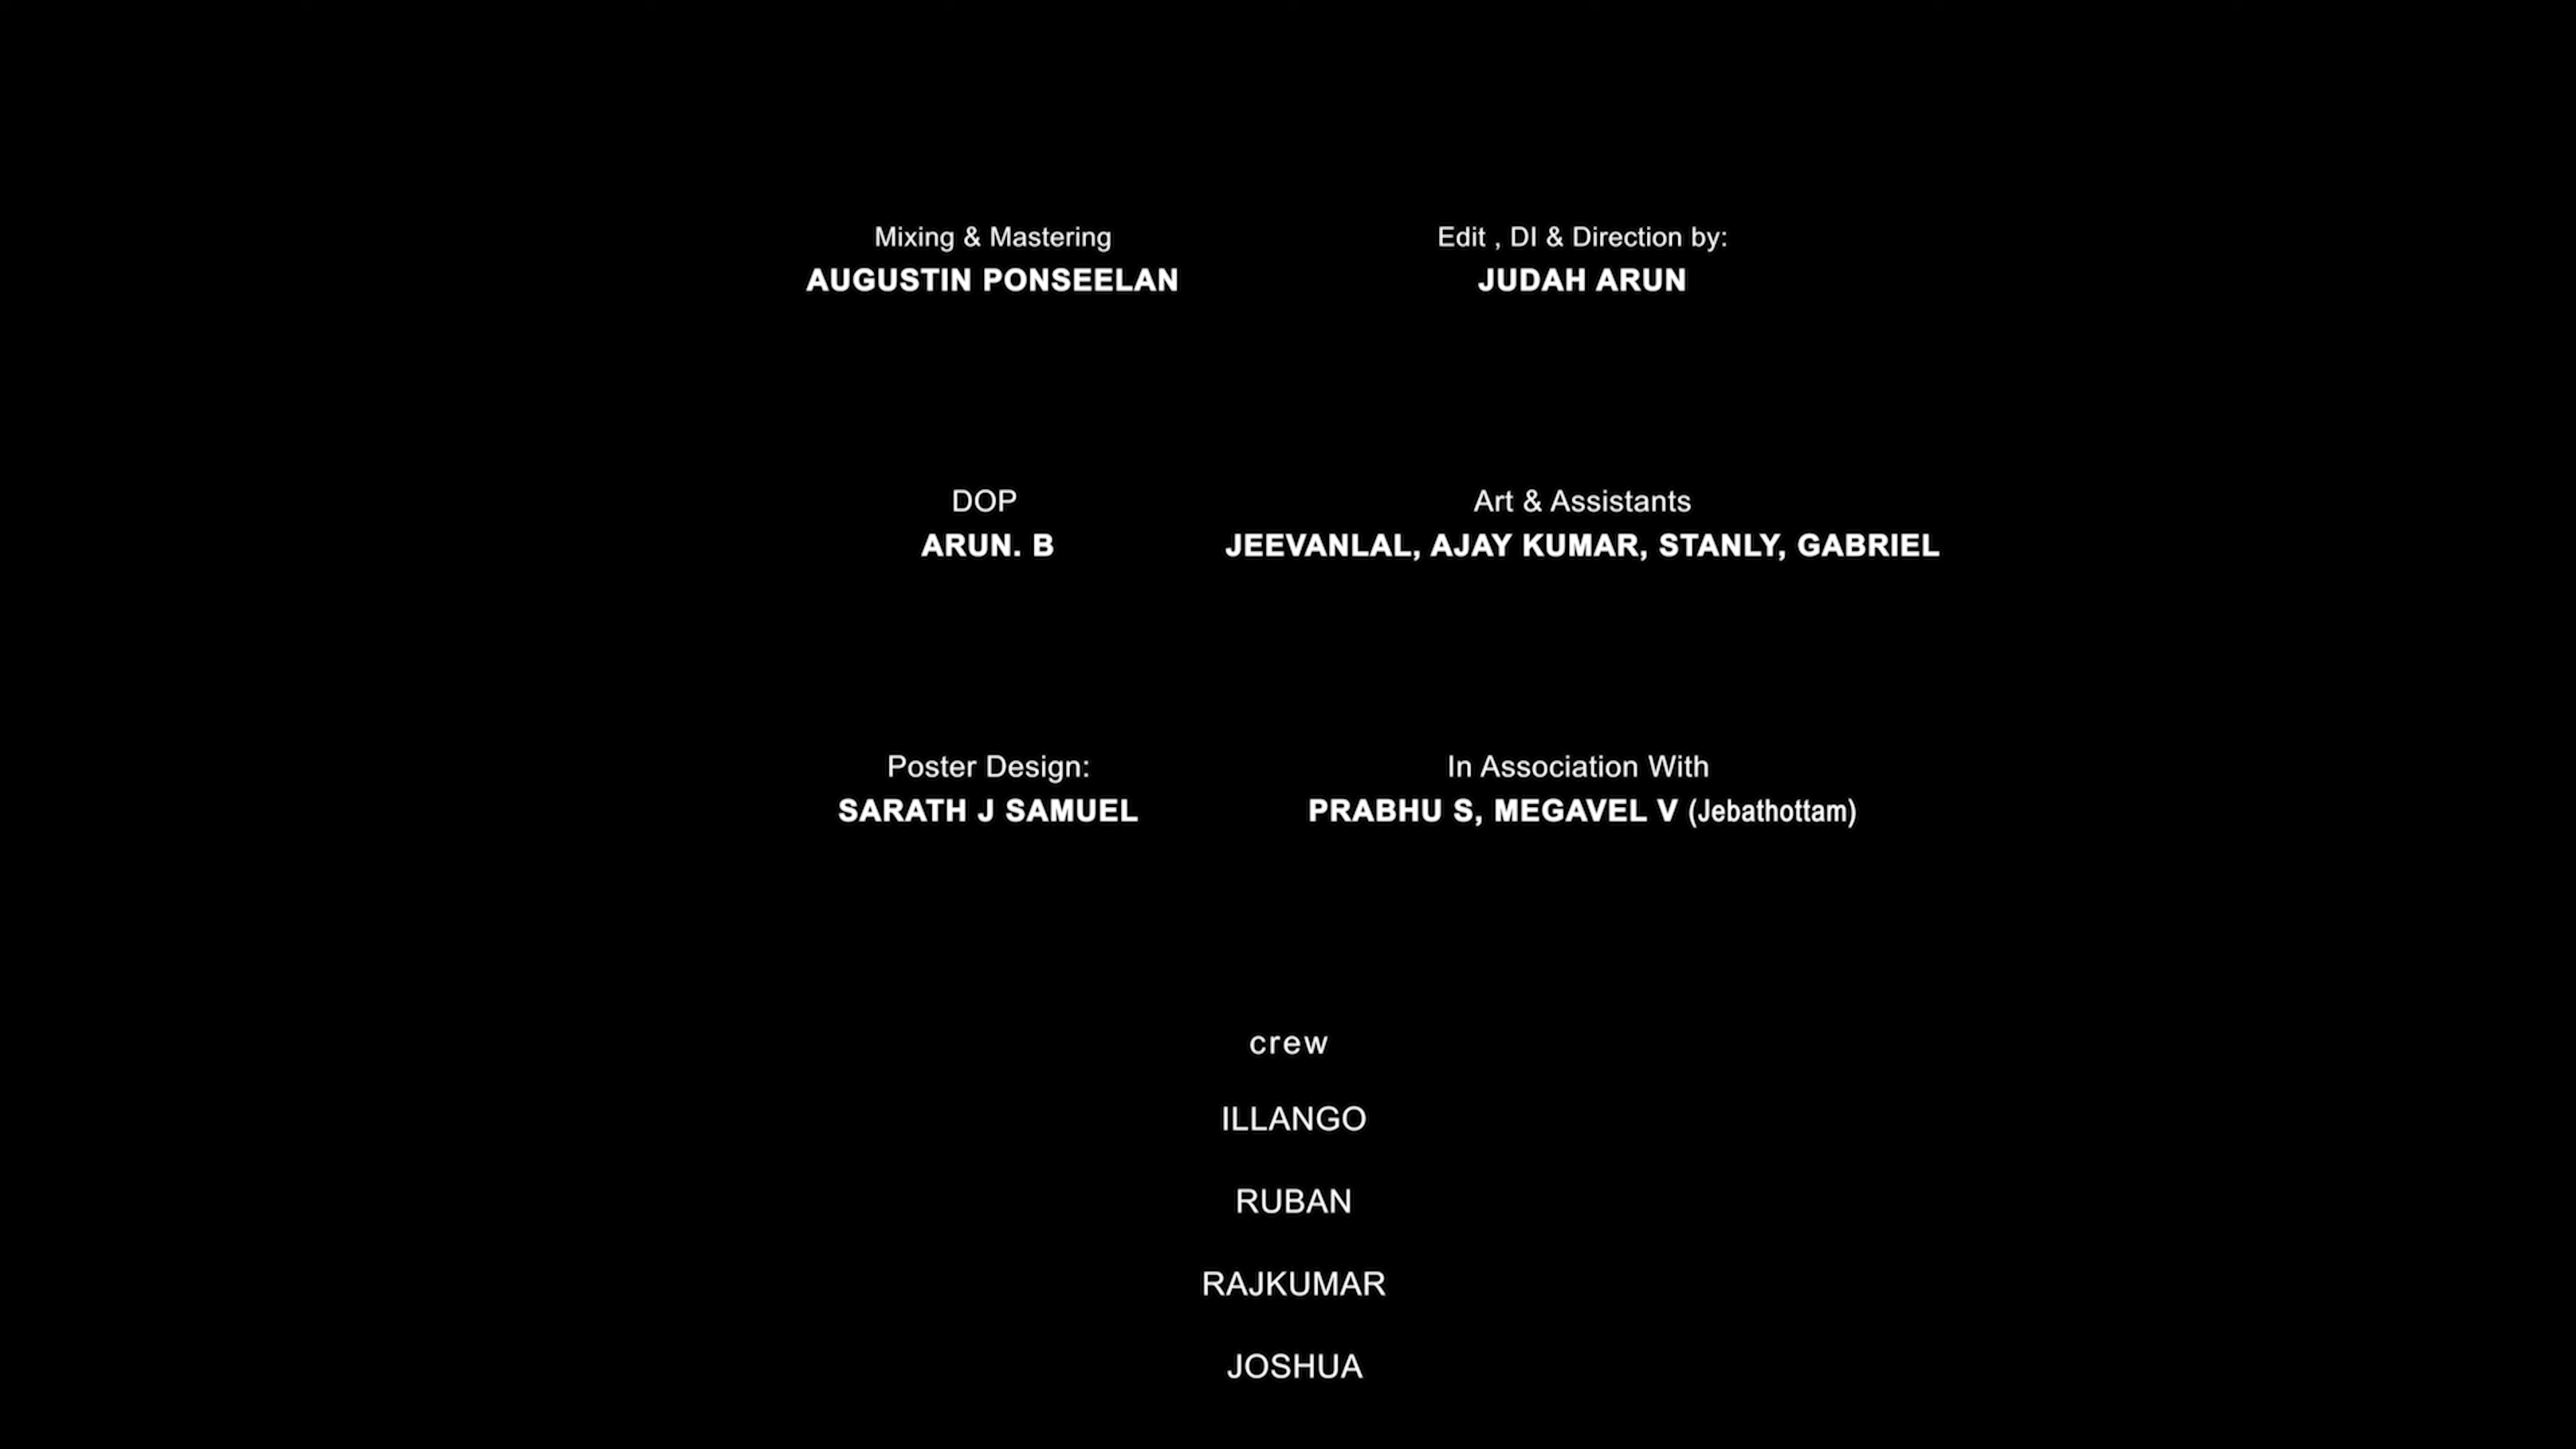 Mixing & Mastering
AUGUSTIN PONSEELAN
Edit , DI & Direction by:
JUDAH ARUN
DOP
ARUN. B
Art & Assistants
JEEVANLAL, AJAY KUMAR, STANLY, GABRIEL
Poster Design:
SARATH J SAMUEL
In Association With
PRABHU S, MEGAVEL V (Jebathottam)
crew
ILLANGO
RUBAN
RAJKUMAR
JOSHUA